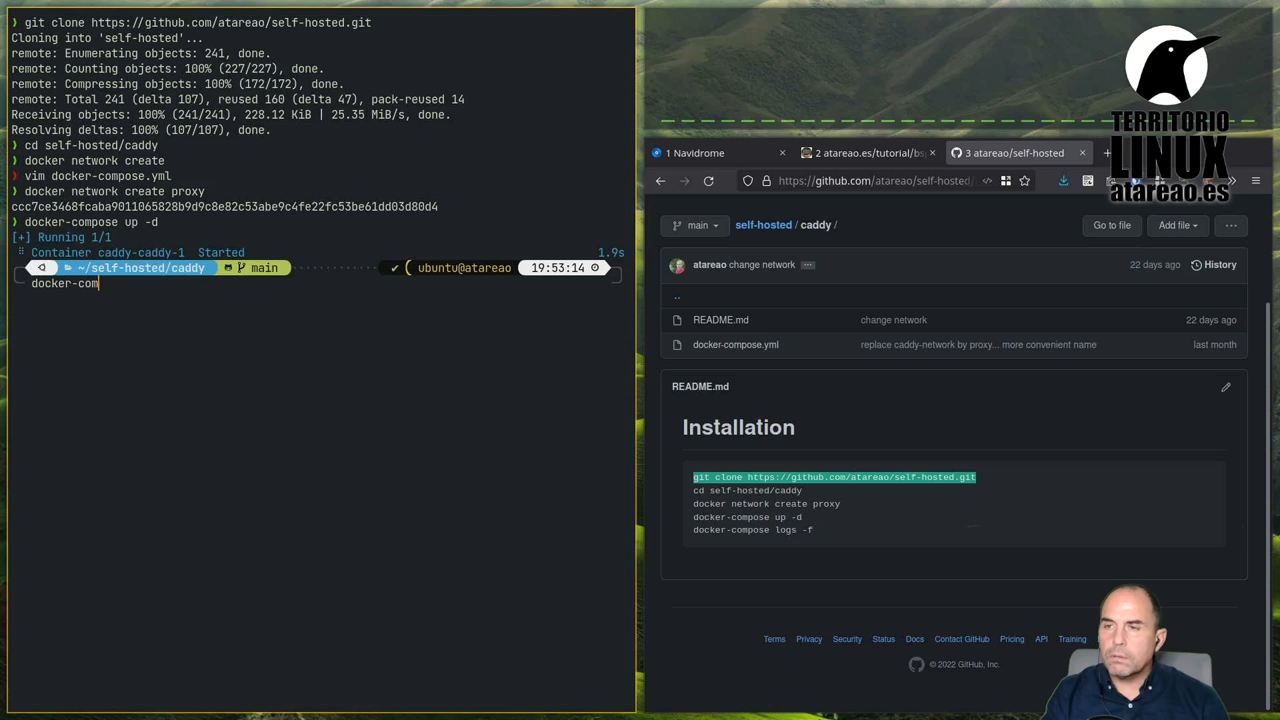 ❯ git clone https://github.com/atareao/self-hosted.git
Cloning into 'self-hosted'...
remote: Enumerating objects: 241, done.
remote: Counting objects: 100% (227/227), done.
remote: Compressing objects: 100% (172/172), done.
remote: Total 241 (delta 107), reused 160 (delta 47), pack-reused 14
Receiving objects: 100% (241/241), 228.12 KiB | 25.35 MiB/s, done.
Resolving deltas: 100% (107/107), done.
❯ cd self-hosted/caddy
❯ docker network create
❯ vim docker-compose.yml
❯ docker network create proxy
ccc7ce3468fcaba9011065828b9d9c8e82c53abe9c4fe22fc53be61dd03d80d4
❯ docker-compose up -d
[+] Running 1/1
⠿ Container caddy-caddy-1  Started 1.9s
~/self-hosted/caddy main ✔ ubuntu@atareao 19:53:14
docker-com
TERRITORIO
LINUX
atareao.es
1 Navidrome
2 atareao.es/tutorial/bs
3 atareao/self-hosted
https://github.com/atareao/self-hosted/
main
self-hosted / caddy /
Go to file
Add file
atareao change network
22 days ago
History
..
README.md change network 22 days ago
docker-compose.yml replace caddy-network by proxy... more convenient name last month
README.md
Installation
git clone https://github.com/atareao/self-hosted.git
cd self-hosted/caddy
docker network create proxy
docker-compose up -d
docker-compose logs -f
Terms Privacy Security Status Docs Contact GitHub Pricing API Training
© 2022 GitHub, Inc.